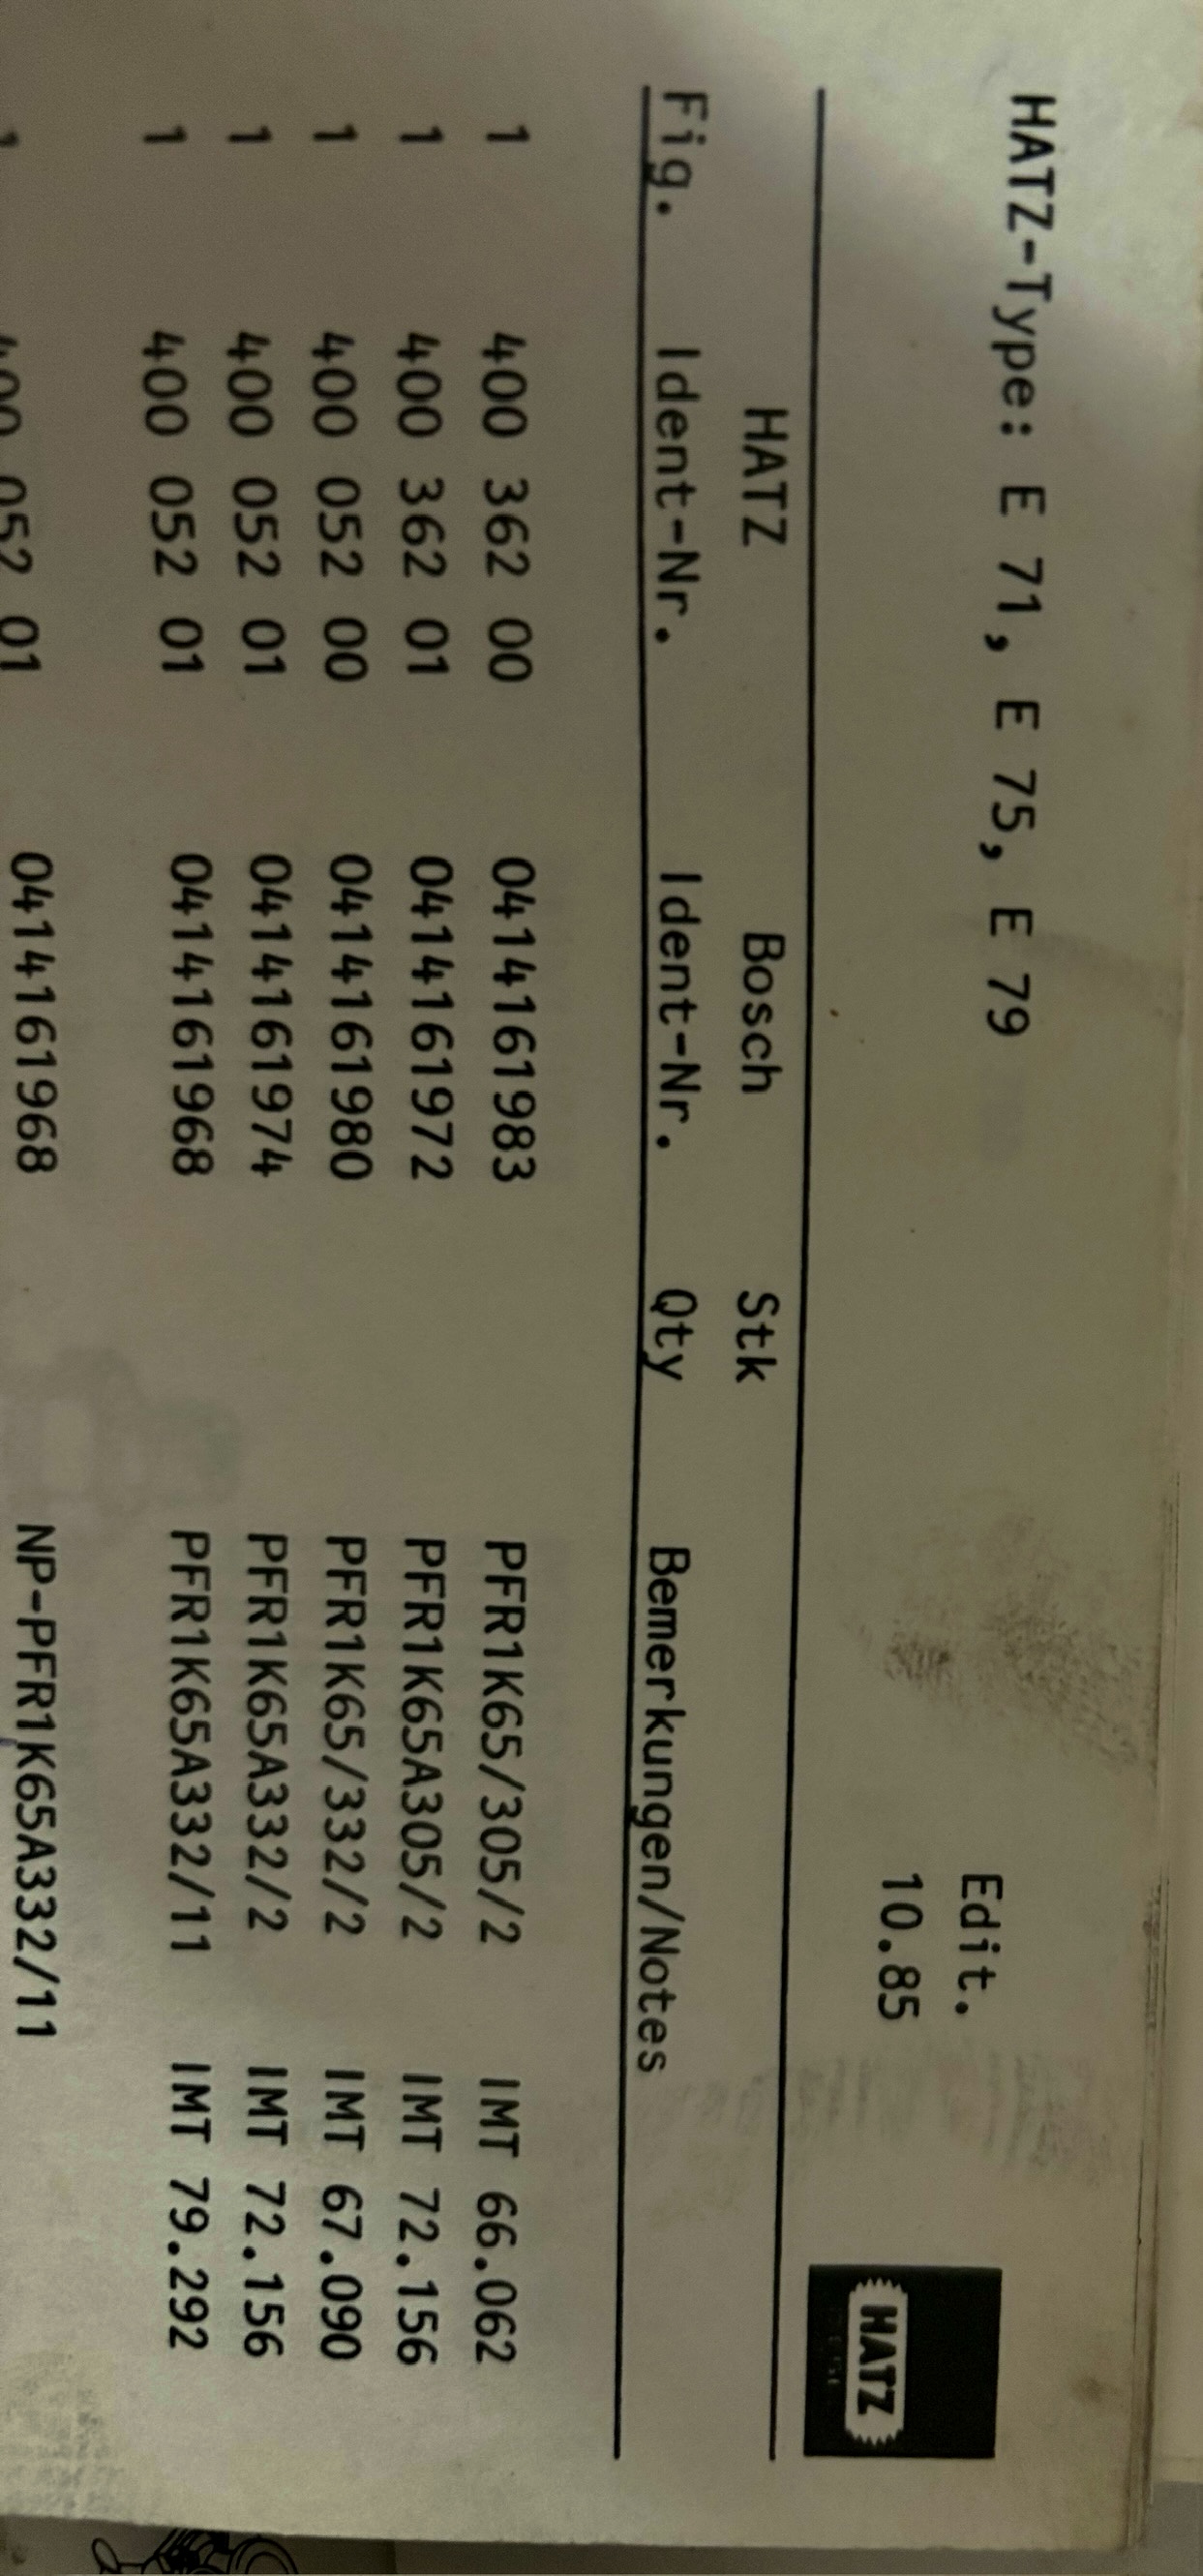 HATZ-Type: E 71, E 75, E 79
Edit.
10.85
HATZ
HATZ Bosch Stk
Fig. Ident-Nr. Ident-Nr. Qty Bemerkungen/Notes
1 400 362 00 0414161983 PFR1K65/305/2 IMT 66.062
1 400 362 01 0414161972 PFR1K65A305/2 IMT 72.156
1 400 052 00 0414161980 PFR1K65/332/2 IMT 67.090
1 400 052 01 0414161974 PFR1K65A332/2 IMT 72.156
1 400 052 01 0414161968 PFR1K65A332/11 IMT 79.292
1 400 052 01 0414161968 NP-PFR1K65A332/11